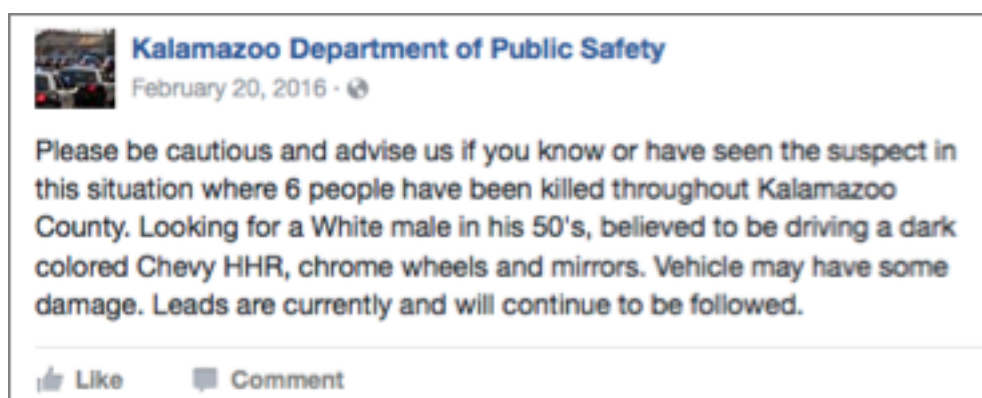 Kalamazoo Department of Public Safety
February 20, 2016 ·
Please be cautious and advise us if you know or have seen the suspect in
this situation where 6 people have been killed throughout Kalamazoo
County. Looking for a White male in his 50's, believed to be driving a dark
colored Chevy HHR, chrome wheels and mirrors. Vehicle may have some
damage. Leads are currently and will continue to be followed.
Like Comment